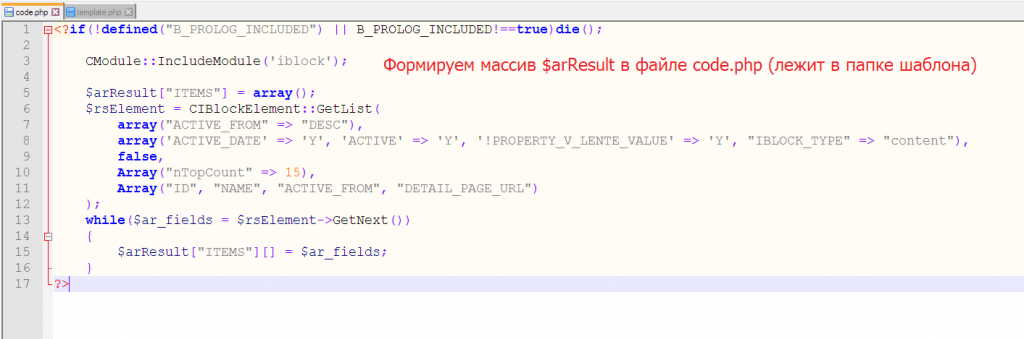 code.php template.php
1 <?if(!defined("B_PROLOG_INCLUDED") || B_PROLOG_INCLUDED!==true)die();
2
3 CModule::IncludeModule('iblock'); Формируем массив $arResult в файле code.php (лежит в папке шаблона)
4
5 $arResult["ITEMS"] = array();
6 $rsElement = CIBlockElement::GetList(
7 array("ACTIVE_FROM" => "DESC"),
8 array('ACTIVE_DATE' => 'Y', 'ACTIVE' => 'Y', '!PROPERTY_V_LENTE_VALUE' => 'Y', "IBLOCK_TYPE" => "content"),
9 false,
10 Array("nTopCount" => 15),
11 Array("ID", "NAME", "ACTIVE_FROM", "DETAIL_PAGE_URL")
12 );
13 while($ar_fields = $rsElement->GetNext())
14 {
15 $arResult["ITEMS"][] = $ar_fields;
16 }
17 ?>